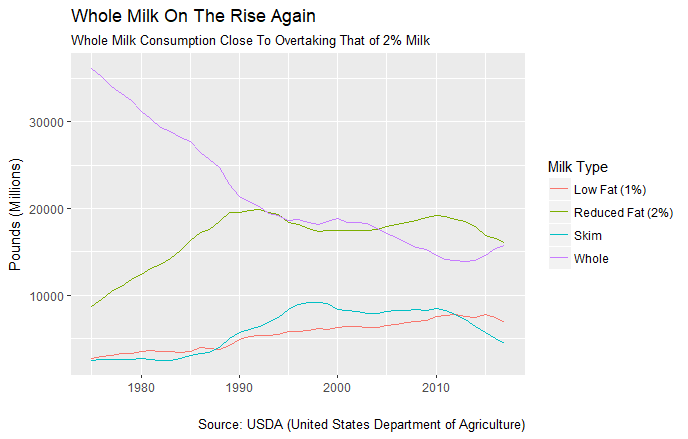 Whole Milk On The Rise Again
Whole Milk Consumption Close To Overtaking That of 2% Milk
Pounds (Millions)
30000
20000
10000
1980 1990 2000 2010
Milk Type
Low Fat (1%)
Reduced Fat (2%)
Skim
Whole
Source: USDA (United States Department of Agriculture)